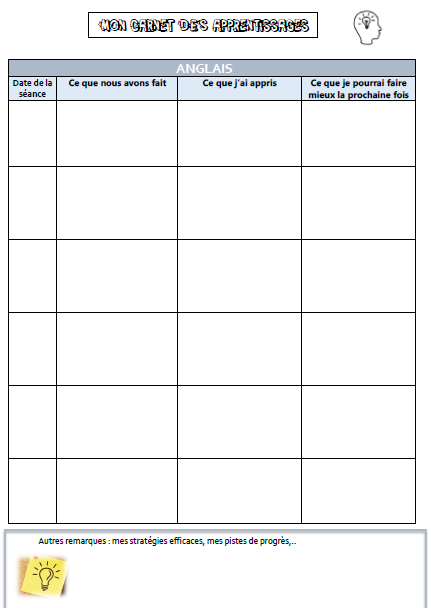 MON CARNET DES APPRENTISSAGES
ANGLAIS
Date de la
séance
Ce que nous avons fait
Ce que j'ai appris
Ce que je pourrai faire
mieux la prochaine fois
Autres remarques : mes stratégies efficaces, mes pistes de progrès,..